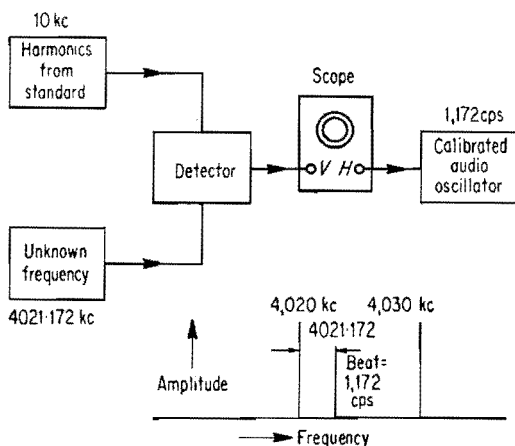 10 kc
Harmonics
from
standard
Scope
1,172cps
Calibrated
audio
oscillator
Detector
V H
Unknown
frequency
4021·172 kc
4,020 kc
4,030 kc
4021·172
Beat=
1,172
cps
Amplitude
Frequency